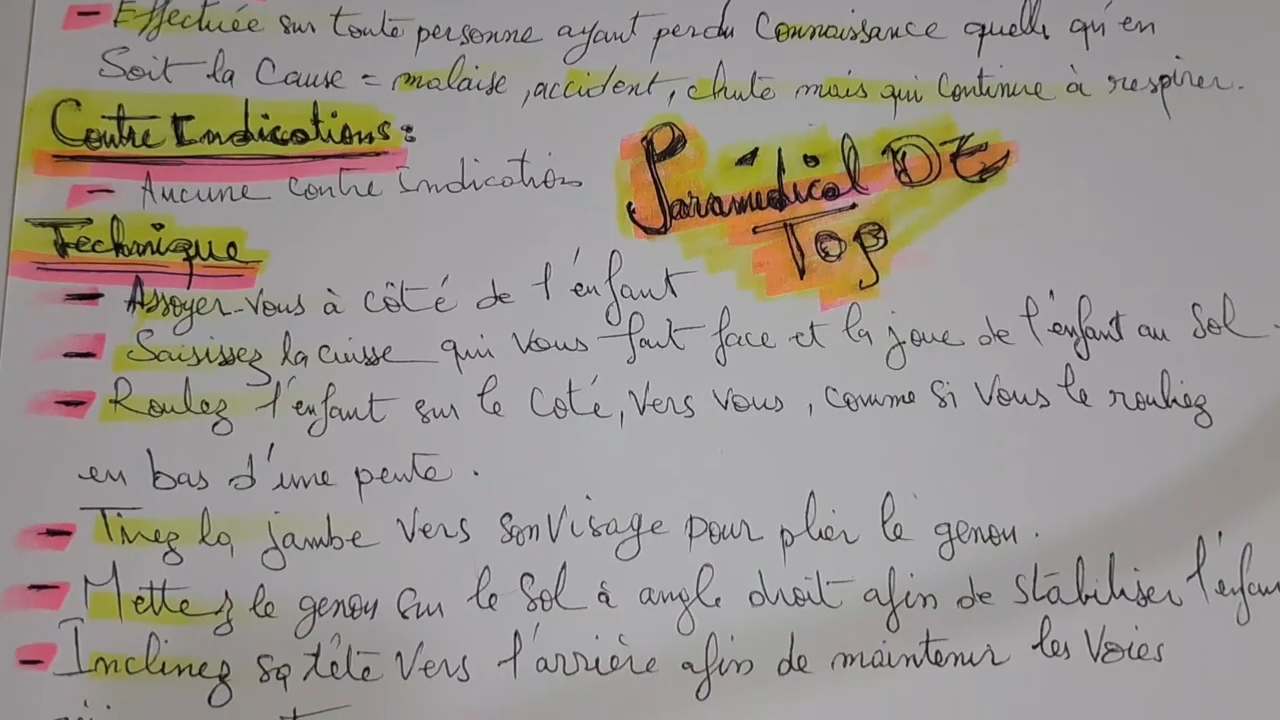 - Effectuée sur toute personne ayant perdu Connaissance quelle qu'en
Soit la Cause = malaise, accident, chute mais qui continue à respirer.
Contre Indications :
- Aucune contre Indication
Paramédical DZ
Top
Technique
- Assoyer-vous à côté de l'enfant
- Saisissez la cuisse qui vous fait face et la joue de l'enfant au Sol.
- Roulez l'enfant sur le Coté, Vers vous, comme si Vous le rouliez
en bas d'une pente.
- Tirez la jambe vers son visage pour plier le genou.
- Mettez le genou sur le Sol à angle droit afin de stabiliser l'enfan
- Inclinez sa tête vers l'arrière afin de maintenir les Voies